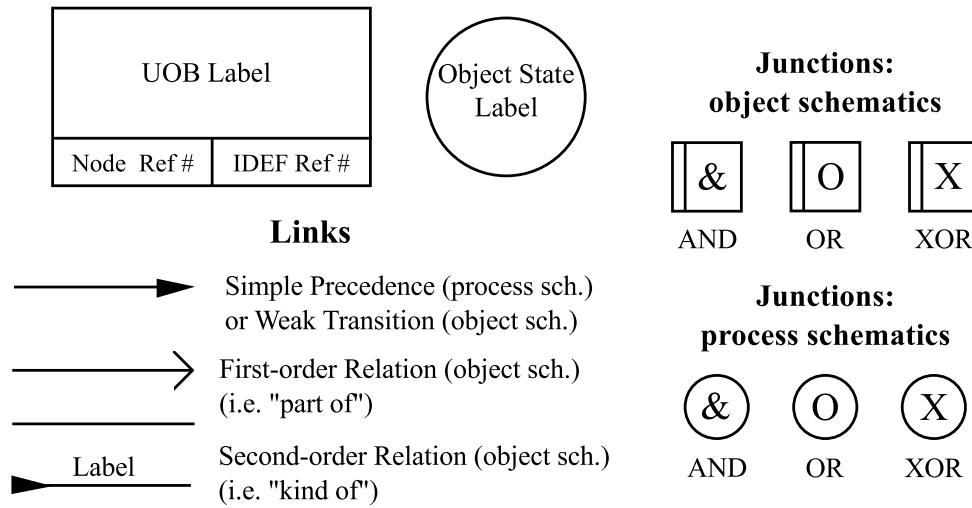 UOB Label
Node Ref #
IDEF Ref #
Object State
Label
Links
Simple Precedence (process sch.)
or Weak Transition (object sch.)
First-order Relation (object sch.)
(i.e. "part of")
Label
Second-order Relation (object sch.)
(i.e. "kind of")
Junctions:
object schematics
& O X
AND OR XOR
Junctions:
process schematics
& O X
AND OR XOR